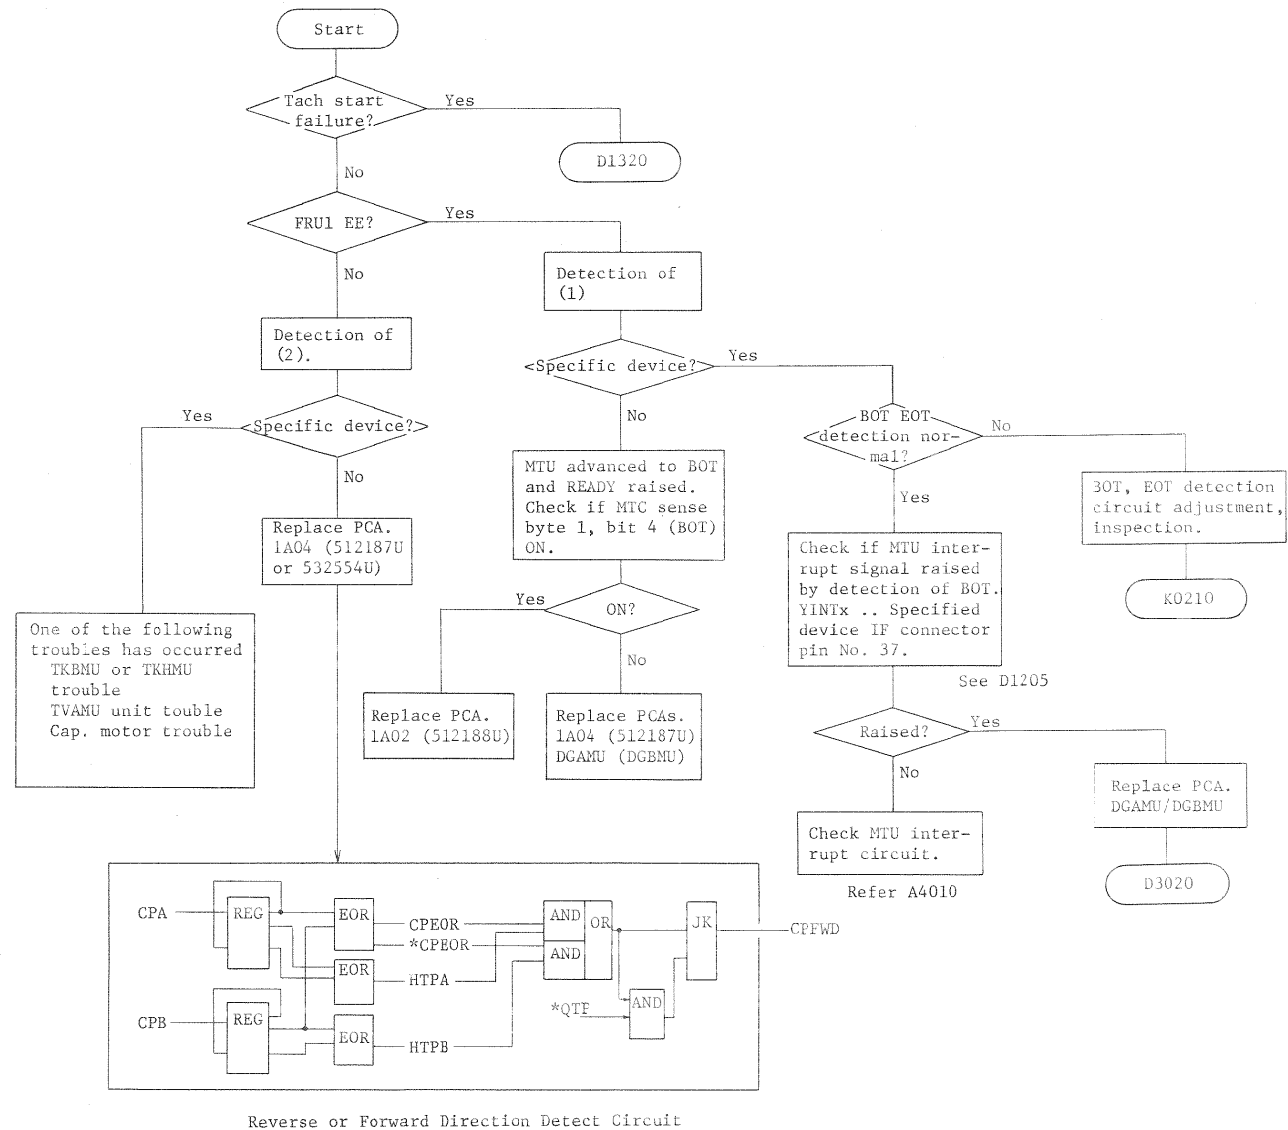 Start
Tach start
failure?
Yes
D1320
No
FRU1 EE?
Yes
Detection of
(1)
No
Detection of
(2).
<Specific device?
Yes
No
Specific device?>
Yes
No
BOT EOT
detection nor-
mal?
No
Yes
BOT, EOT detection
circuit adjustment,
inspection.
K0210
MTU advanced to BOT
and READY raised.
Check if MTC sense
byte 1, bit 4 (BOT)
ON.
Replace PCA.
1A04 (512187U
or 532554U)
Check if MTU inter-
rupt signal raised
by detection of BOT.
YINTx .. Specified
device IF connector
pin No. 37.
See D1205
ON?
Yes
No
One of the following
troubles has occurred
TKBMU or TKHMU
trouble
TVAMU unit touble
Cap. motor trouble
Replace PCA.
1A02 (512188U)
Replace PCAs.
1A04 (512187U)
DGAMU (DGBMU)
Raised?
Yes
No
Replace PCA.
DGAMU/DGBMU
D3020
Check MTU inter-
rupt circuit.
Refer A4010
CPA
REG
EOR
CPEOR
*CPEOR
EOR
HTPA
CPB
REG
EOR
HTPB
AND
OR
AND
*QTP
AND
JK
CPFWD
Reverse or Forward Direction Detect Circuit